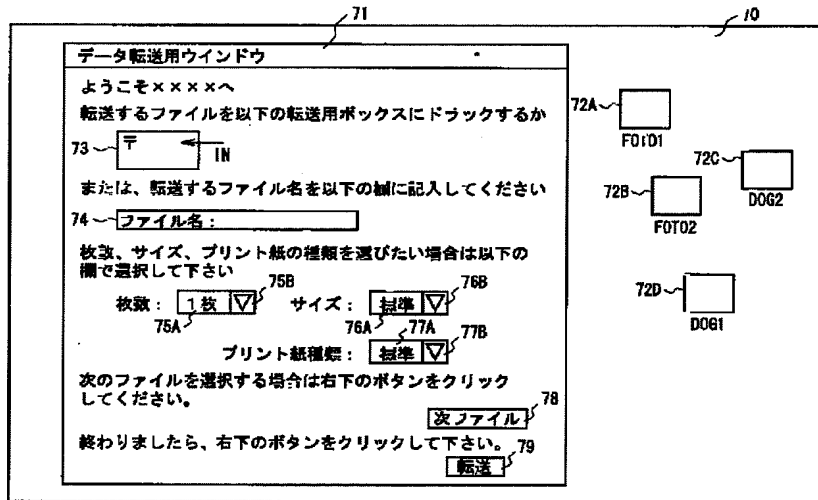 71
70
データ転送用ウインドウ
ようこそ××××へ
転送するファイルを以下の転送用ボックスにドラックするか
73
〒
IN
または、転送するファイル名を以下の欄に記入してください
74
ファイル名：
枚数、サイズ、プリント紙の種類を選びたい場合は以下の
欄で選択して下さい
枚数： 1枚 ▽ 75B サイズ： 標準 ▽ 76B
75A 76A 77A
プリント紙種類： 標準 ▽ 77B
次のファイルを選択する場合は右下のボタンをクリック
してください。
次ファイル 78
終わりましたら、右下のボタンをクリックして下さい。
転送 79
72A
FOTO1
72C
DOG2
72B
FOTO2
72D
DOG1